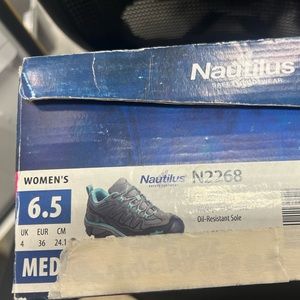 Nautilus
SAFETY FOOTWEAR
WOMEN'S
Nautilus N2268
SAFETY FOOTWEAR
6.5
Oil-Resistant Sole
UK EUR CM
4 36 24.1
MED